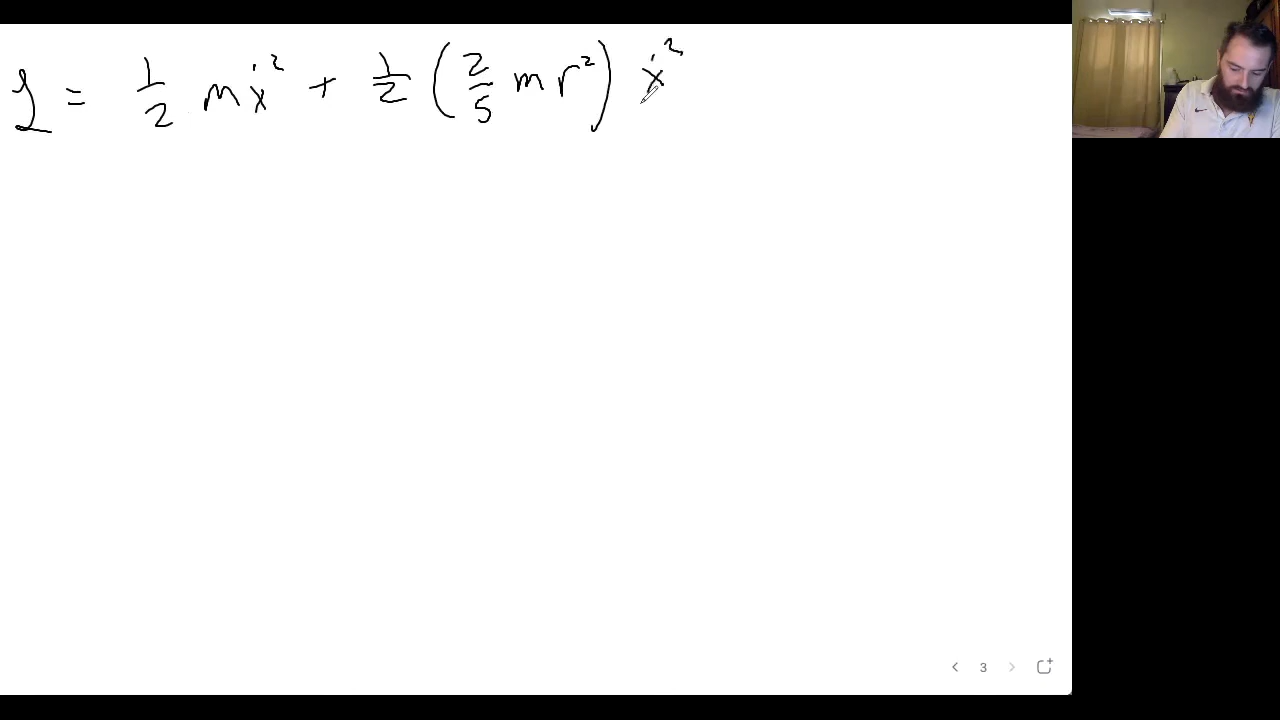 ℒ = 1/2 mẋ² + 1/2 (2/5 mr²) ẋ²
3